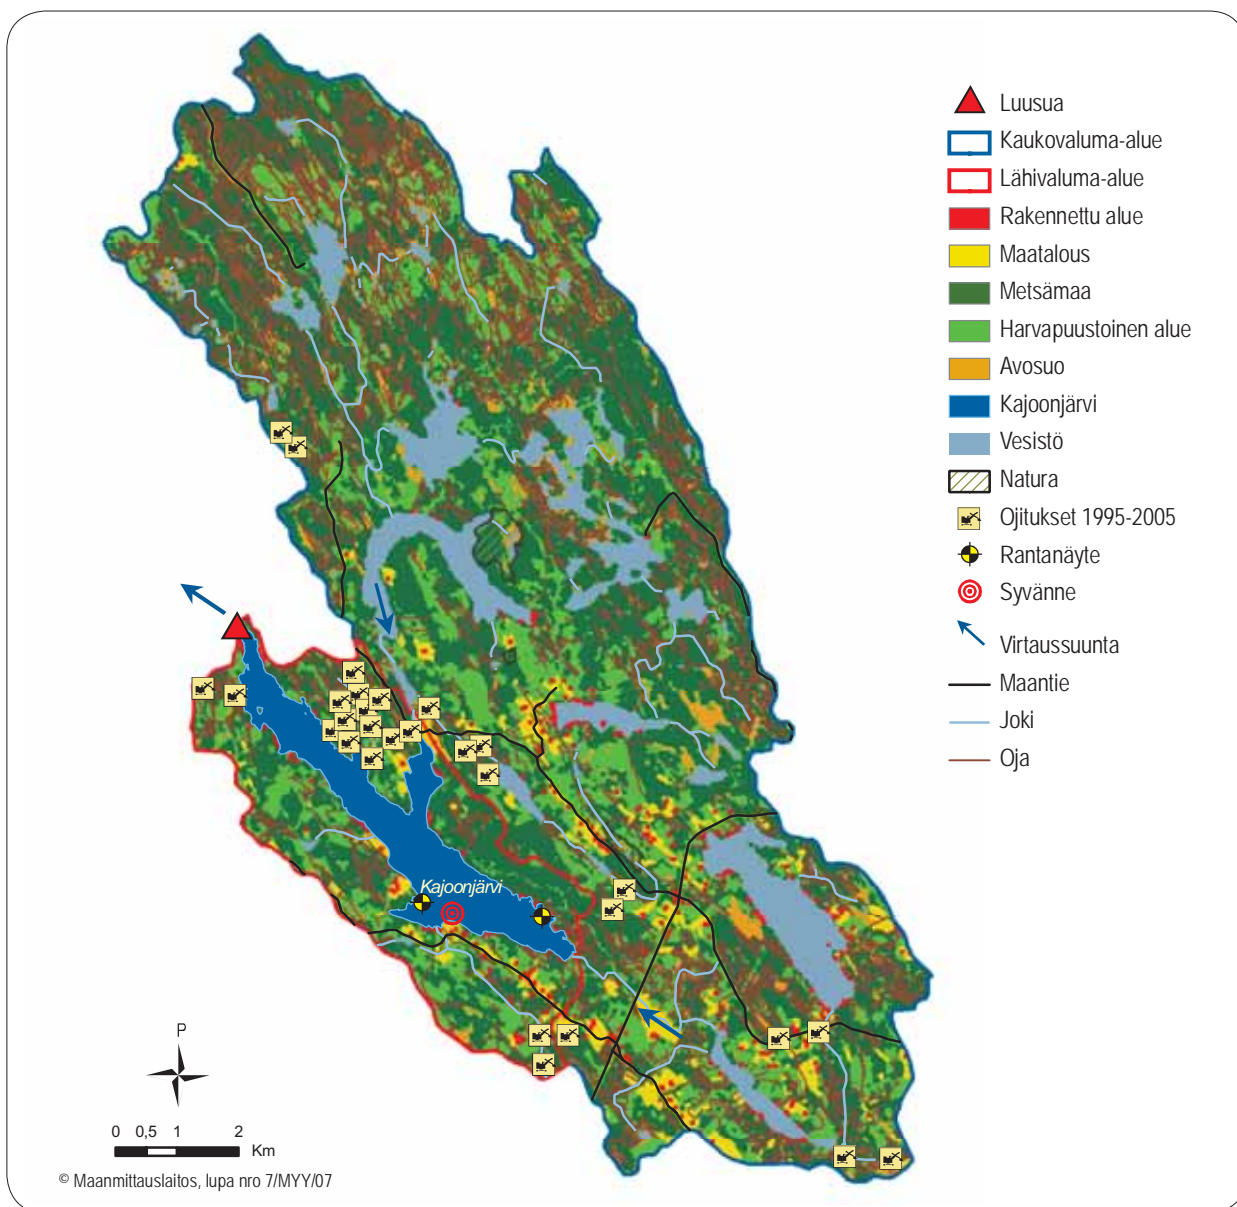 Luusua
Kaukovaluma-alue
Lähivaluma-alue
Rakennettu alue
Maatalous
Metsämaa
Harvapuustoinen alue
Avosuo
Kajoonjärvi
Vesistö
Natura
Ojitukset 1995-2005
Rantanäyte
Syvänne
Virtaussuunta
Maantie
Joki
Oja
Kajoonjärvi
P
0 0,5 1 2
Km
© Maanmittauslaitos, lupa nro 7/MYY/07